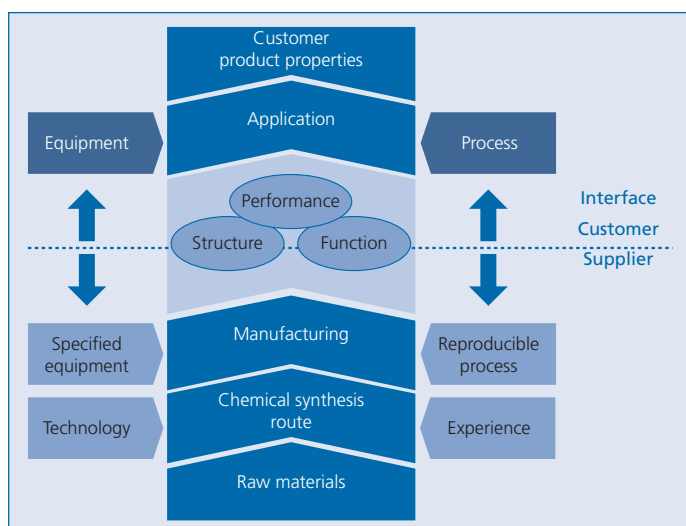 Customer
product properties
Application
Equipment
Process
Performance
Structure
Function
Interface
Customer
Supplier
Manufacturing
Specified
equipment
Reproducible
process
Chemical synthesis
route
Technology
Experience
Raw materials